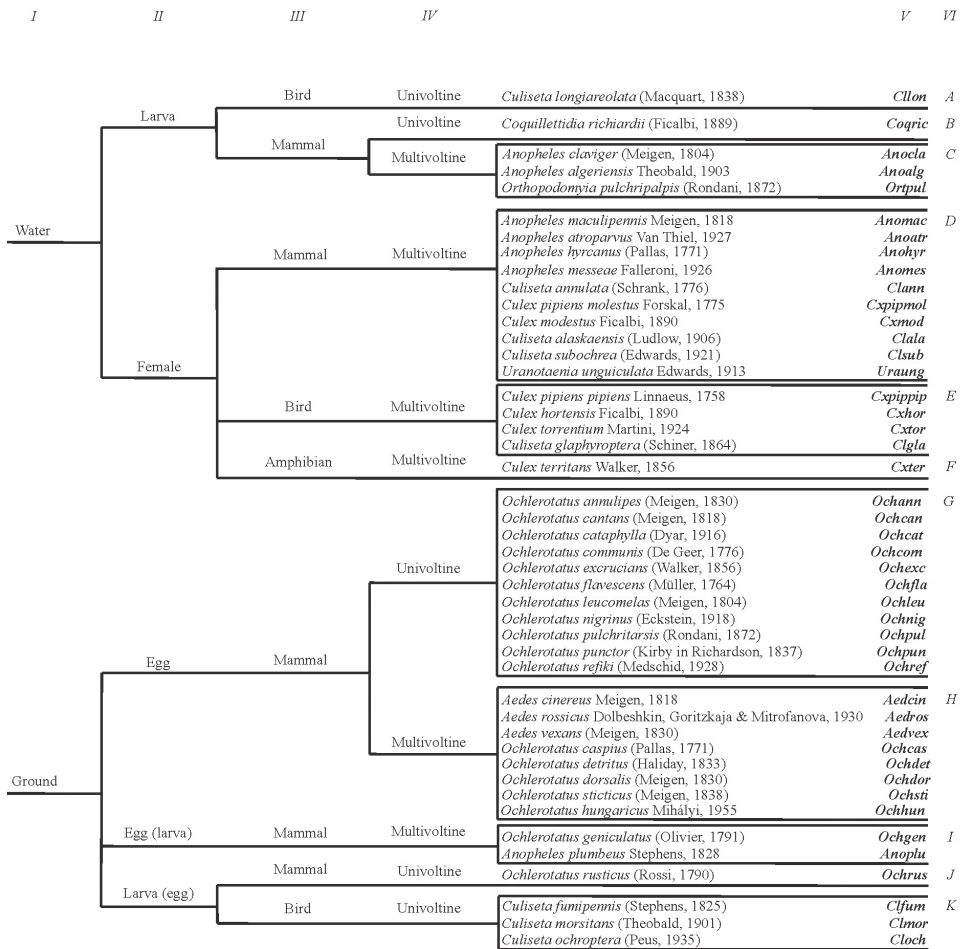 I II III IV V VI
Bird Univoltine Culiseta longiareolata (Macquart, 1838) Cllon A
Larva
Univoltine Coquillettidia richiardii (Ficalbi, 1889) Coqric B
Mammal
Multivoltine Anopheles claviger (Meigen, 1804) Anocla C
Anopheles algeriensis Theobald, 1903 Anoalg
Orthopodomyia pulchripalpis (Rondani, 1872) Ortpul
Water
Anopheles maculipennis Meigen, 1818 Anomac D
Anopheles atroparvus Van Thiel, 1927 Anoatr
Mammal Multivoltine Anopheles hyrcanus (Pallas, 1771) Anohyr
Anopheles messeae Falleroni, 1926 Anomes
Culiseta annulata (Schrank, 1776) Clann
Culex pipiens molestus Forskal, 1775 Cxpipmol
Culex modestus Ficalbi, 1890 Cxmod
Culiseta alaskaensis (Ludlow, 1906) Clala
Culiseta subochrea (Edwards, 1921) Clsub
Female
Uranotaenia unguiculata Edwards, 1913 Uraung
Culex pipiens pipiens Linnaeus, 1758 Cxpippip E
Bird Multivoltine Culex hortensis Ficalbi, 1890 Cxhor
Culex torrentium Martini, 1924 Cxtor
Culiseta glaphyroptera (Schiner, 1864) Clgla
Amphibian Multivoltine Culex territans Walker, 1856 Cxter F
Ochlerotatus annulipes (Meigen, 1830) Ochann G
Ochlerotatus cantans (Meigen, 1818) Ochcan
Ochlerotatus cataphylla (Dyar, 1916) Ochcat
Ochlerotatus communis (De Geer, 1776) Ochcom
Univoltine Ochlerotatus excrucians (Walker, 1856) Ochexc
Ochlerotatus flavescens (Müller, 1764) Ochfla
Ochlerotatus leucomelas (Meigen, 1804) Ochleu
Ochlerotatus nigrinus (Eckstein, 1918) Ochnig
Ochlerotatus pulchritarsis (Rondani, 1872) Ochpul
Ochlerotatus punctor (Kirby in Richardson, 1837) Ochpun
Egg Mammal
Ochlerotatus refiki (Medschid, 1928) Ochref
Aedes cinereus Meigen, 1818 Aedcin H
Aedes rossicus Dolbeshkin, Goritzkaja & Mitrofanova, 1930 Aedros
Aedes vexans (Meigen, 1830) Aedvex
Multivoltine Ochlerotatus caspius (Pallas, 1771) Ochcas
Ochlerotatus detritus (Haliday, 1833) Ochdet
Ground
Ochlerotatus dorsalis (Meigen, 1830) Ochdor
Ochlerotatus sticticus (Meigen, 1838) Ochsti
Ochlerotatus hungaricus Mihályi, 1955 Ochhun
Egg (larva) Mammal Multivoltine Ochlerotatus geniculatus (Olivier, 1791) Ochgen I
Anopheles plumbeus Stephens, 1828 Anoplu
Mammal Univoltine Ochlerotatus rusticus (Rossi, 1790) Ochrus J
Larva (egg)
Bird Univoltine Culiseta fumipennis (Stephens, 1825) Clfum K
Culiseta morsitans (Theobald, 1901) Clmor
Culiseta ochroptera (Peus, 1935) Cloch